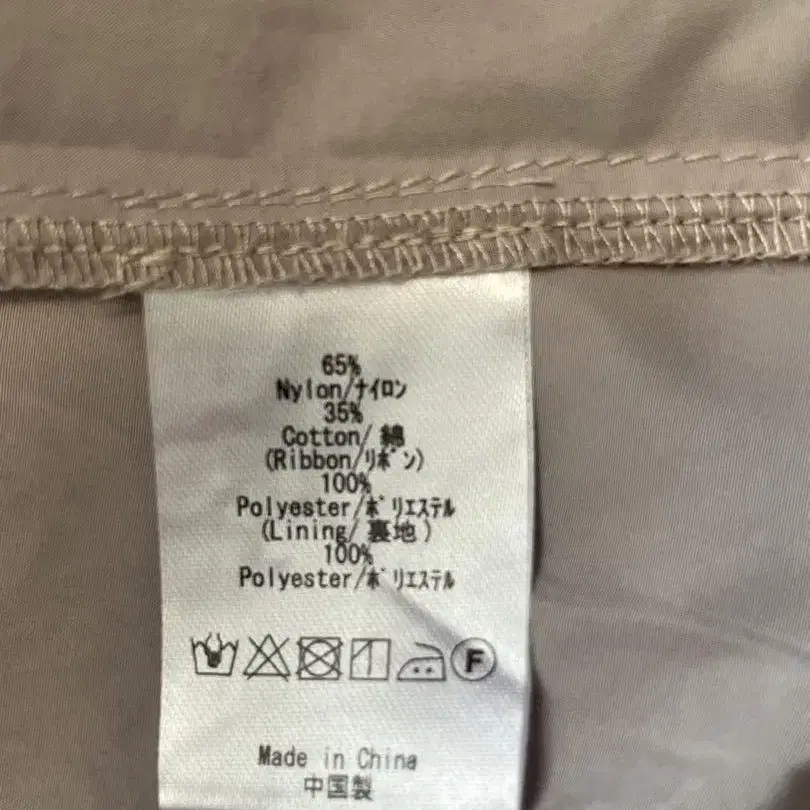 65%
Nylon/ナイロン
35%
Cotton/綿
(Ribbon/リボン)
100%
Polyester/ポリエステル
(Lining/裏地)
100%
Polyester/ポリエステル
F
Made in China
中国製